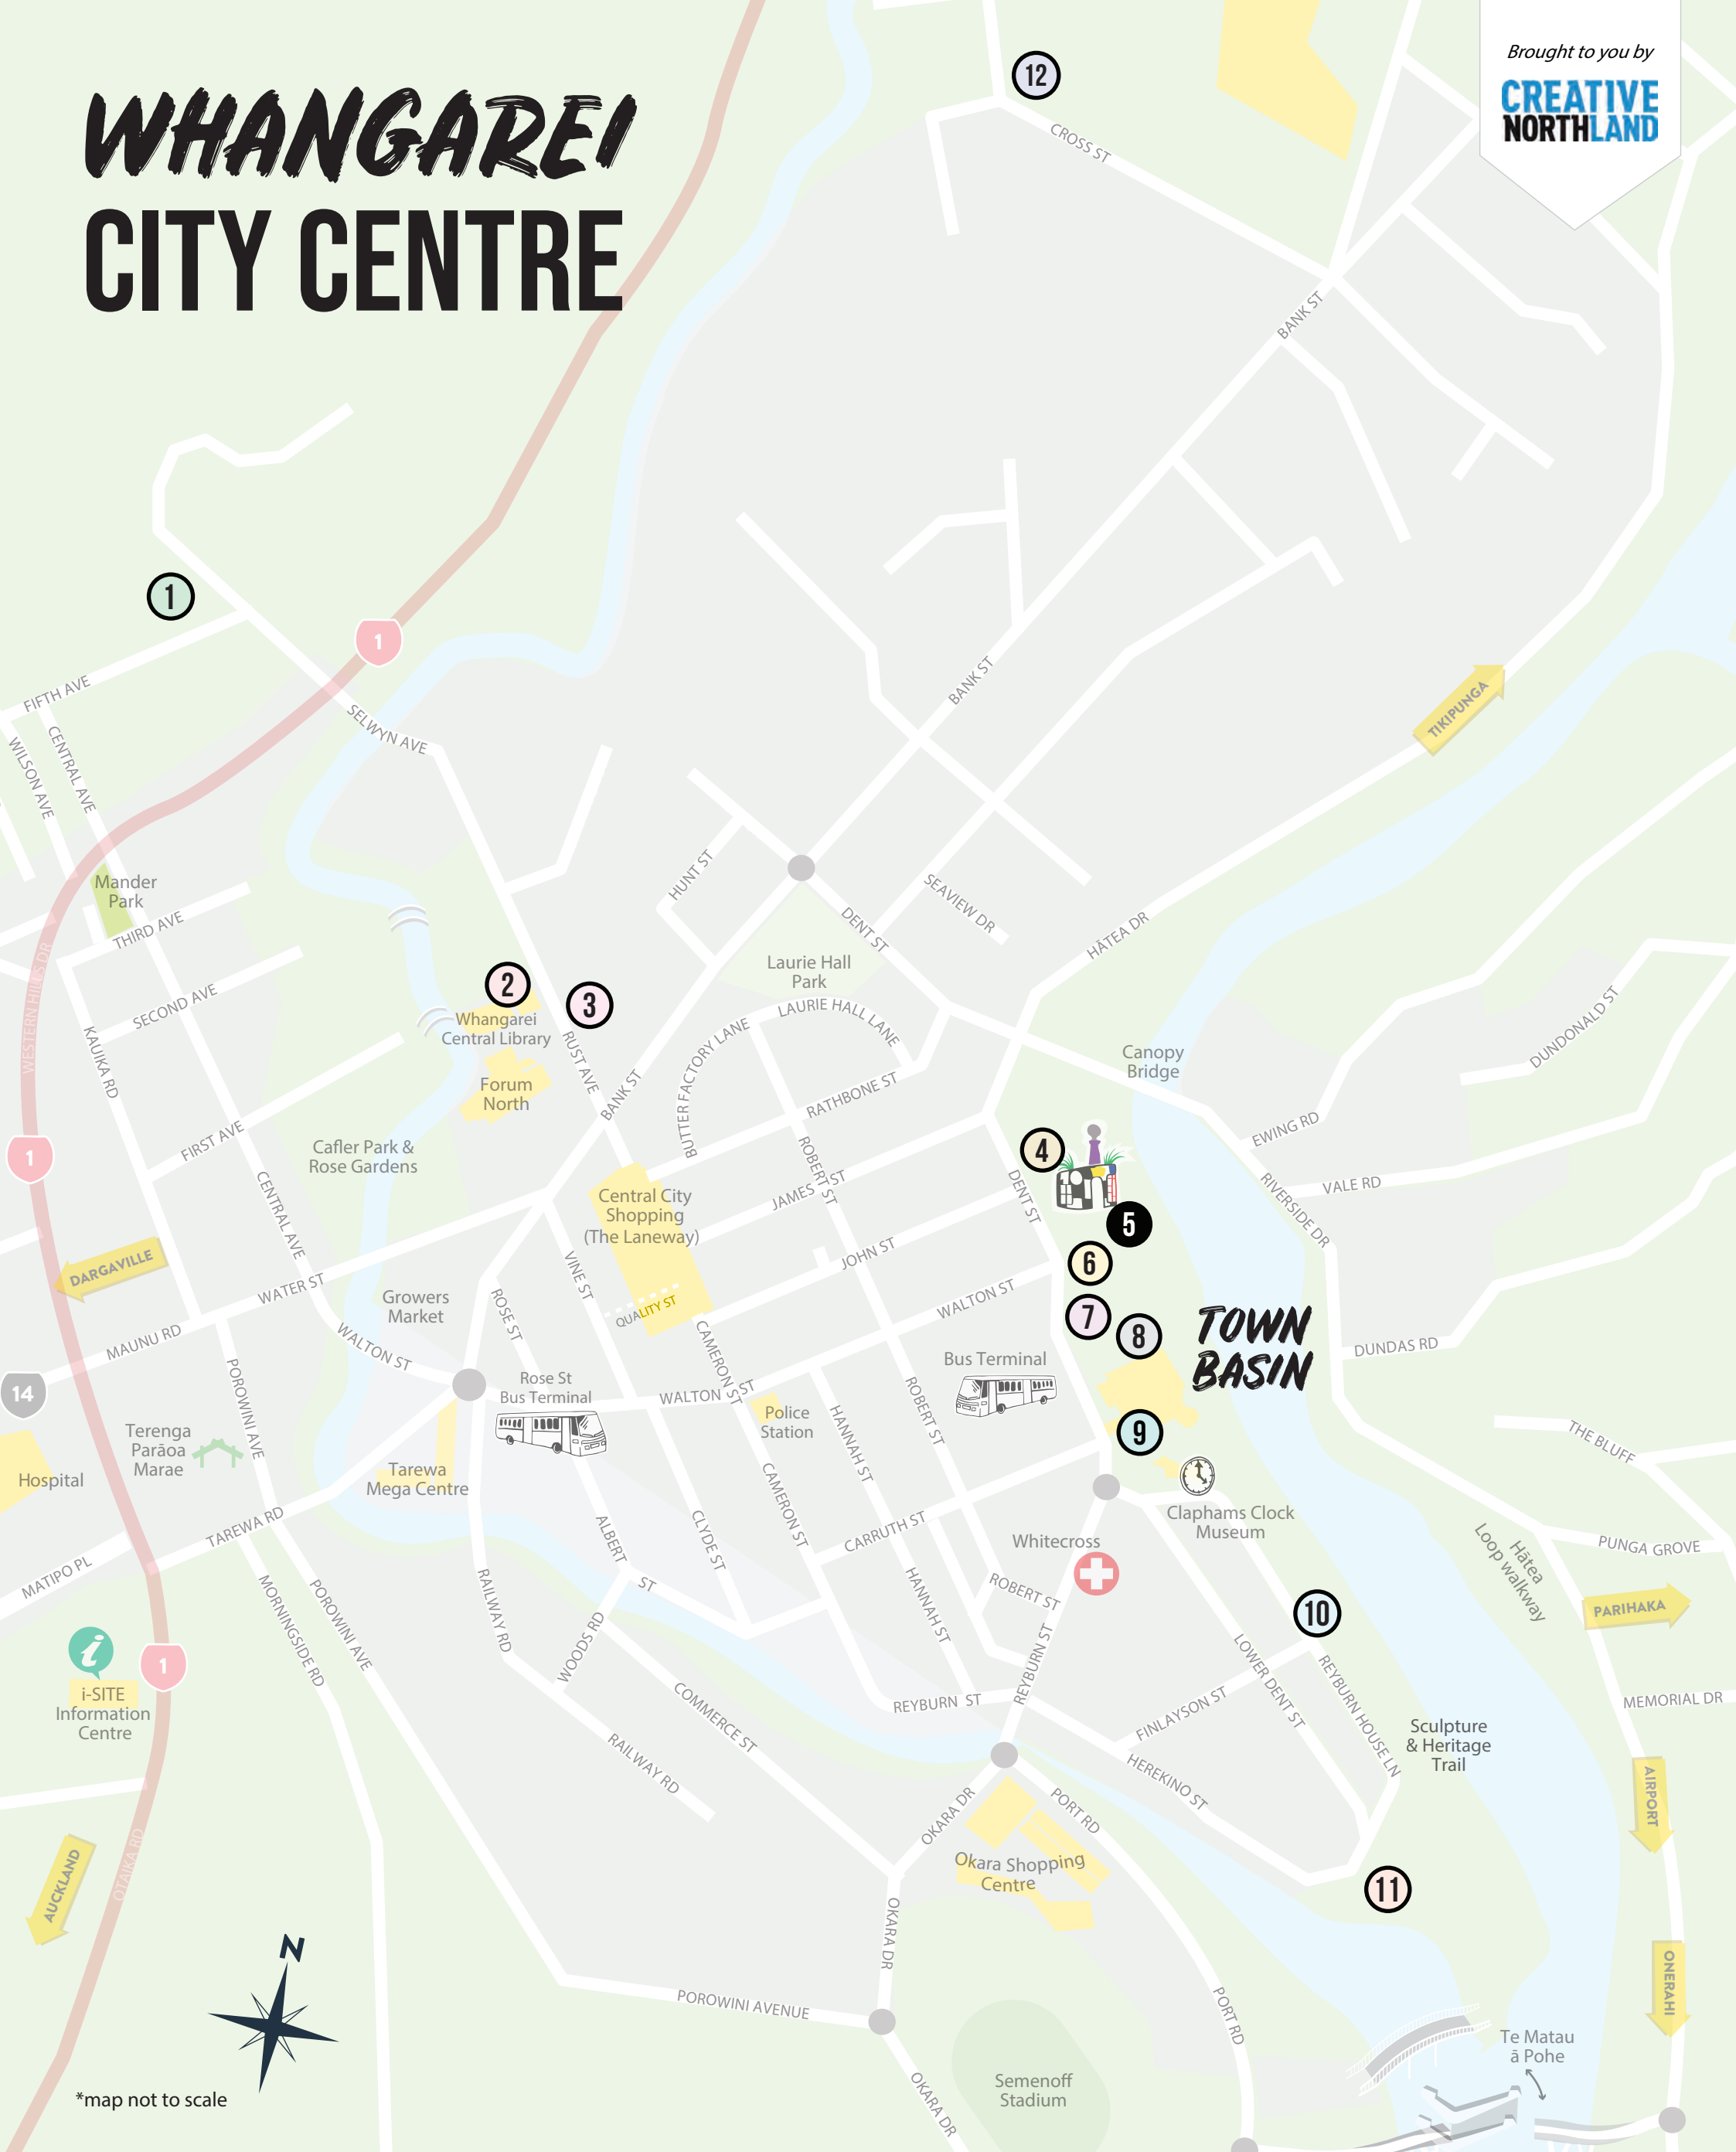 WHANGAREI
CITY CENTRE
Brought to you by
CREATIVE
NORTHLAND
12
CROSS ST
BANK ST
1
1
FIFTH AVE
WILSON AVE
CENTRAL AVE
SELWYN AVE
BANK ST
TIKIPUNGA
Mander
Park
THIRD AVE
HUNT ST
DENT ST
SEAVIEW DR
HĀTEA DR
WESTERN HILLS DR
SECOND AVE
KAUIKA RD
2
3
Whangarei
Central Library
Forum
North
RUST AVE
BANK ST
Laurie Hall
Park
LAURIE HALL LANE
BUTTER FACTORY LANE
RATHBONE ST
Canopy
Bridge
DUNDONALD ST
EWING RD
1
FIRST AVE
Cafler Park &
Rose Gardens
CENTRAL AVE
Central City
Shopping
(The Laneway)
ROBERT ST
JAMES ST
ST
4
5
6
7
8
DENT ST
RIVERSIDE DR
VALE RD
DARGAVILLE
WATER ST
MAUNU RD
Growers
Market
WALTON ST
ROSE ST
VINE ST
QUALITY ST
JOHN ST
WALTON ST
TOWN
BASIN
DUNDAS RD
14
POROWINI AVE
Rose St
Bus Terminal
WALTON ST
ST
CAMERON ST
Police
Station
Bus Terminal
ROBERT ST
HANNAH ST
9
THE BLUFF
Hospital
Terenga
Parāoa
Marae
Tarewa
Mega Centre
Claphams Clock
Museum
TAREWA RD
MATIPO PL
ALBERT
ST
CLYDE ST
CAMERON ST
CARRUTH ST
Whitecross
ROBERT ST
Hātea
Loop walkway
PUNGA GROVE
PARIHAKA
MORNINGSIDE RD
POROWINI AVE
RAILWAY RD
WOODS RD
HANNAH ST
10
i-SITE
Information
Centre
1
COMMERCE ST
REYBURN ST
REYBURN ST
LOWER DENT ST
FINLAYSON ST
REYBURN HOUSE LN
MEMORIAL DR
Sculpture
& Heritage
Trail
RAILWAY RD
HEREKINO ST
AIRPORT
OKARA DR
PORT RD
Okara Shopping
Centre
11
AUCKLAND
OTAIKA RD
N
OKARA DR
ONERAHI
POROWINI AVENUE
PORT RD
Te Matau
ā Pohe
Semenoff
Stadium
OKARA DR
*map not to scale